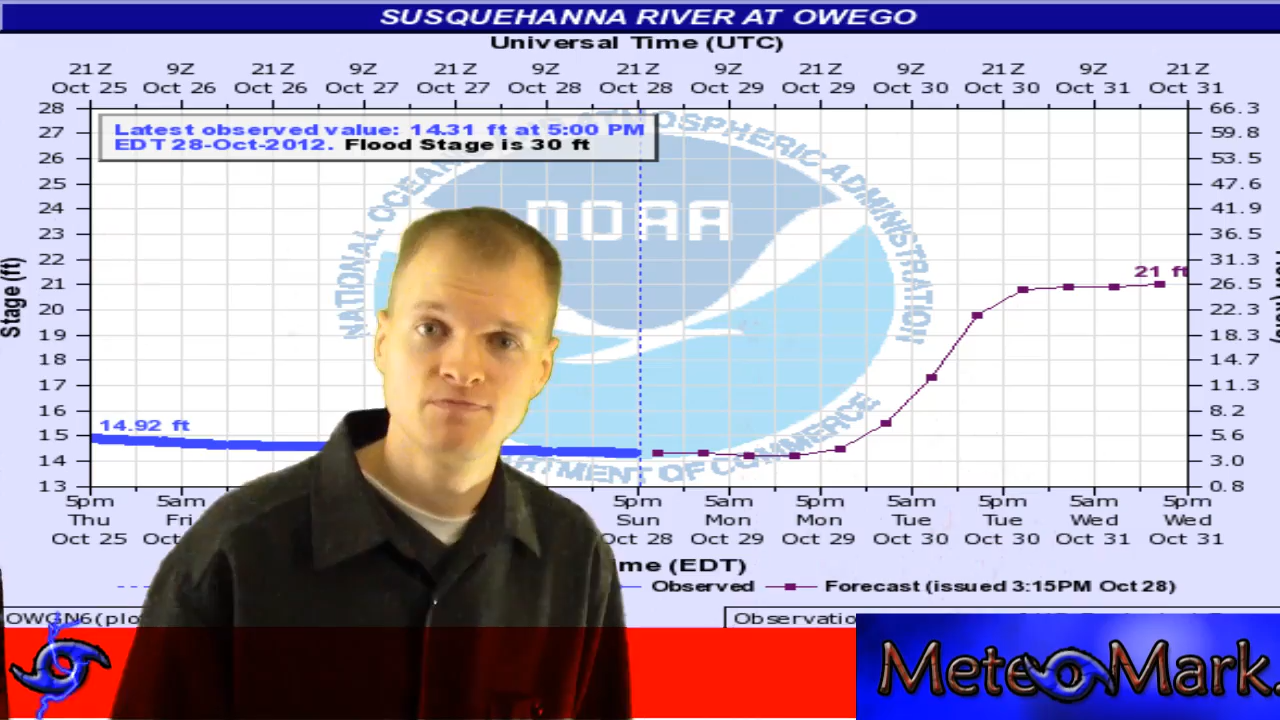 SUSQUEHANNA RIVER AT OWEGO
Universal Time (UTC)
21Z 9Z 21Z 9Z 21Z 9Z 21Z 9Z 21Z 9Z 21Z 9Z 21Z
Oct 25 Oct 26 Oct 26 Oct 27 Oct 27 Oct 28 Oct 28 Oct 29 Oct 29 Oct 30 Oct 30 Oct 31 Oct 31
Latest observed value: 14.31 ft at 5:00 PM
EDT 28-Oct-2012. Flood Stage is 30 ft
NOAA
Stage (ft)
28 66.3
27 59.8
26 53.5
25 47.6
24 41.9
23 36.5
22 31.3
21 26.5
20 22.3
19 18.3
18 14.7
17 11.3
16 8.2
15 5.6
14 3.0
13 0.8
14.92 ft
21 ft
5pm 5am 5pm 5am 5pm 5am 5pm 5am 5pm
Thu Fri Sun Mon Mon Tue Tue Wed Wed
Oct 25 Oct 28 Oct 29 Oct 29 Oct 30 Oct 30 Oct 31 Oct 31
me (EDT)
Observed Forecast (issued 3:15PM Oct 28)
OWGN6(plo
Observatio
MeteoMark.